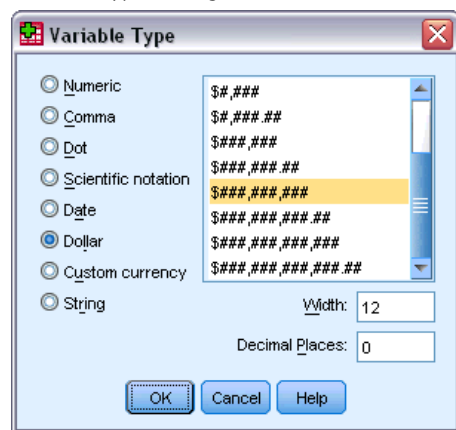 Variable Type
Numeric
Comma
Dot
Scientific notation
Date
Dollar
Custom currency
String
$#,###
$#,###.##
$###,###
$###,###.##
$###,###,###
$###,###,###.##
$###,###,###,###
$###,###,###,###.##
Width: 12
Decimal Places: 0
OK Cancel Help